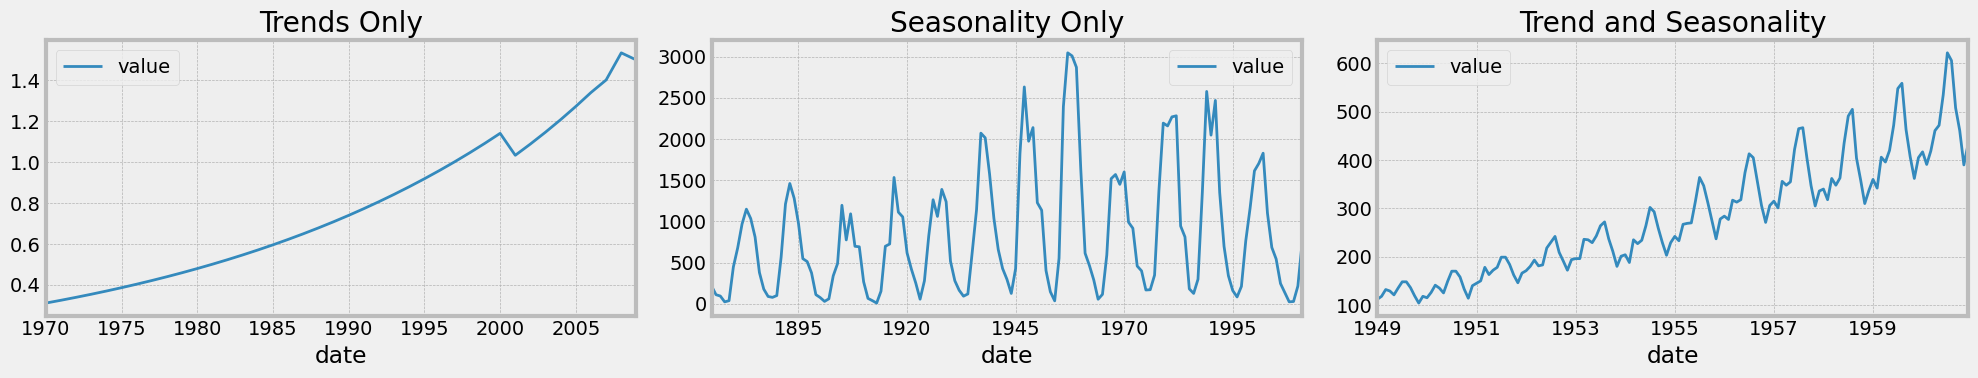 Trends Only
value
1.4
1.2
1.0
0.8
0.6
0.4
1970 1975 1980 1985 1990 1995 2000 2005
date
Seasonality Only
value
3000
2500
2000
1500
1000
500
0
1895 1920 1945 1970 1995
date
Trend and Seasonality
value
600
500
400
300
200
100
1949 1951 1953 1955 1957 1959
date